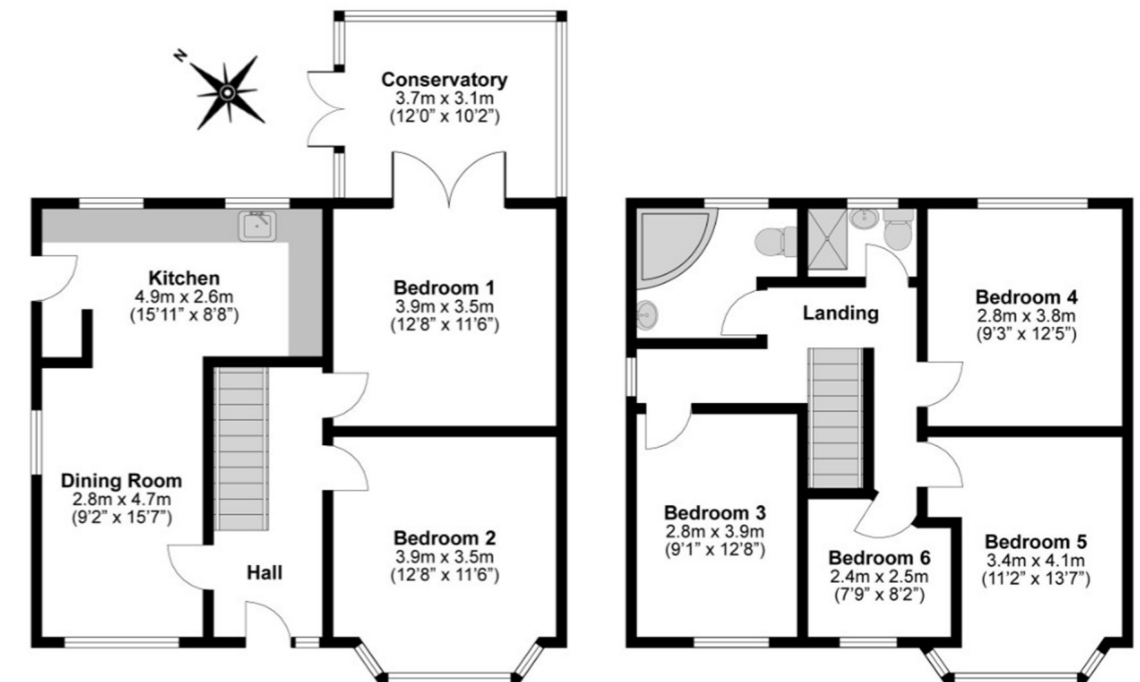 N
Conservatory
3.7m x 3.1m
(12'0” x 10'2”)
Kitchen
4.9m x 2.6m
(15'11” x 8'8”)
Bedroom 1
3.9m x 3.5m
(12'8” x 11'6”)
Dining Room
2.8m x 4.7m
(9'2” x 15'7”)
Hall
Bedroom 2
3.9m x 3.5m
(12'8” x 11'6”)
Landing
Bedroom 4
2.8m x 3.8m
(9'3” x 12'5”)
Bedroom 3
2.8m x 3.9m
(9'1” x 12'8”)
Bedroom 6
2.4m x 2.5m
(7'9” x 8'2”)
Bedroom 5
3.4m x 4.1m
(11'2” x 13'7”)